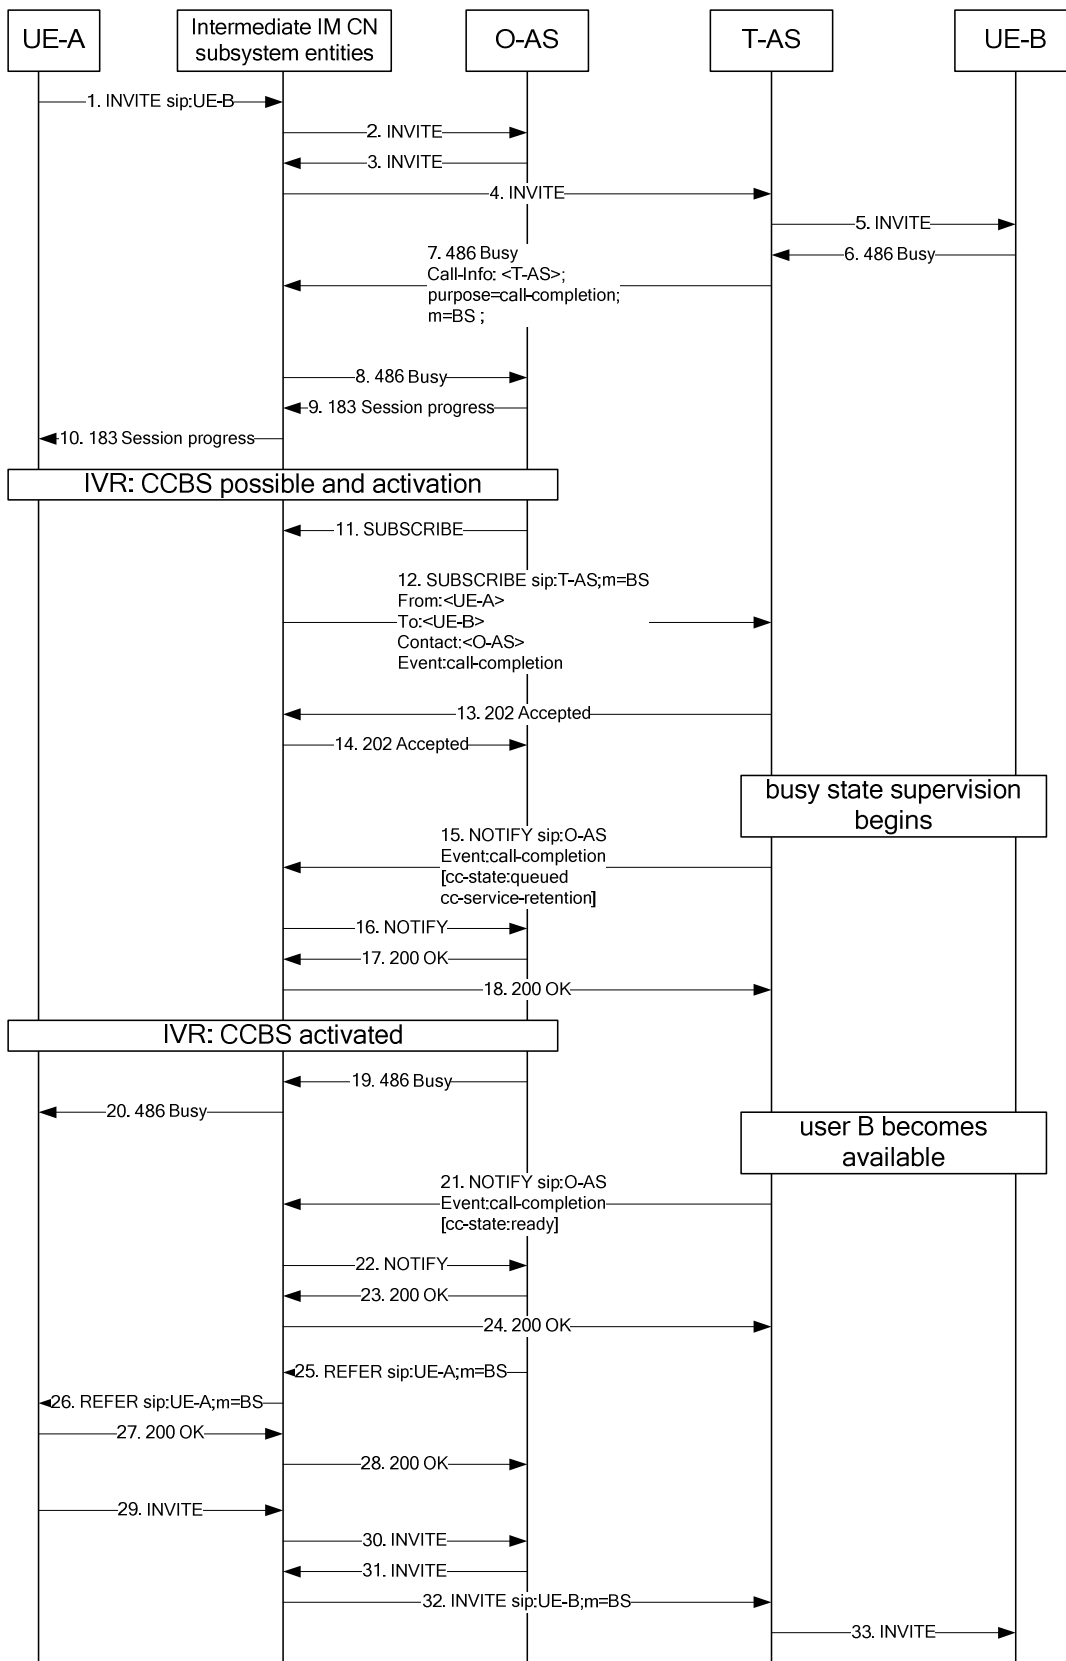 UE-A
Intermediate IM CN
subsystem entities
O-AS
T-AS
UE-B
1. INVITE sip:UE-B
2. INVITE
3. INVITE
4. INVITE
5. INVITE
6. 486 Busy
7. 486 Busy
Call-Info: <T-AS>;
purpose=call-completion;
m=BS ;
8. 486 Busy
9. 183 Session progress
10. 183 Session progress
IVR: CCBS possible and activation
11. SUBSCRIBE
12. SUBSCRIBE sip:T-AS;m=BS
From:<UE-A>
To:<UE-B>
Contact:<O-AS>
Event:call-completion
13. 202 Accepted
14. 202 Accepted
busy state supervision
begins
15. NOTIFY sip:O-AS
Event:call-completion
[cc-state:queued
cc-service-retention]
16. NOTIFY
17. 200 OK
18. 200 OK
IVR: CCBS activated
19. 486 Busy
20. 486 Busy
user B becomes
available
21. NOTIFY sip:O-AS
Event:call-completion
[cc-state:ready]
22. NOTIFY
23. 200 OK
24. 200 OK
25. REFER sip:UE-A;m=BS
26. REFER sip:UE-A;m=BS
27. 200 OK
28. 200 OK
29. INVITE
30. INVITE
31. INVITE
32. INVITE sip:UE-B;m=BS
33. INVITE